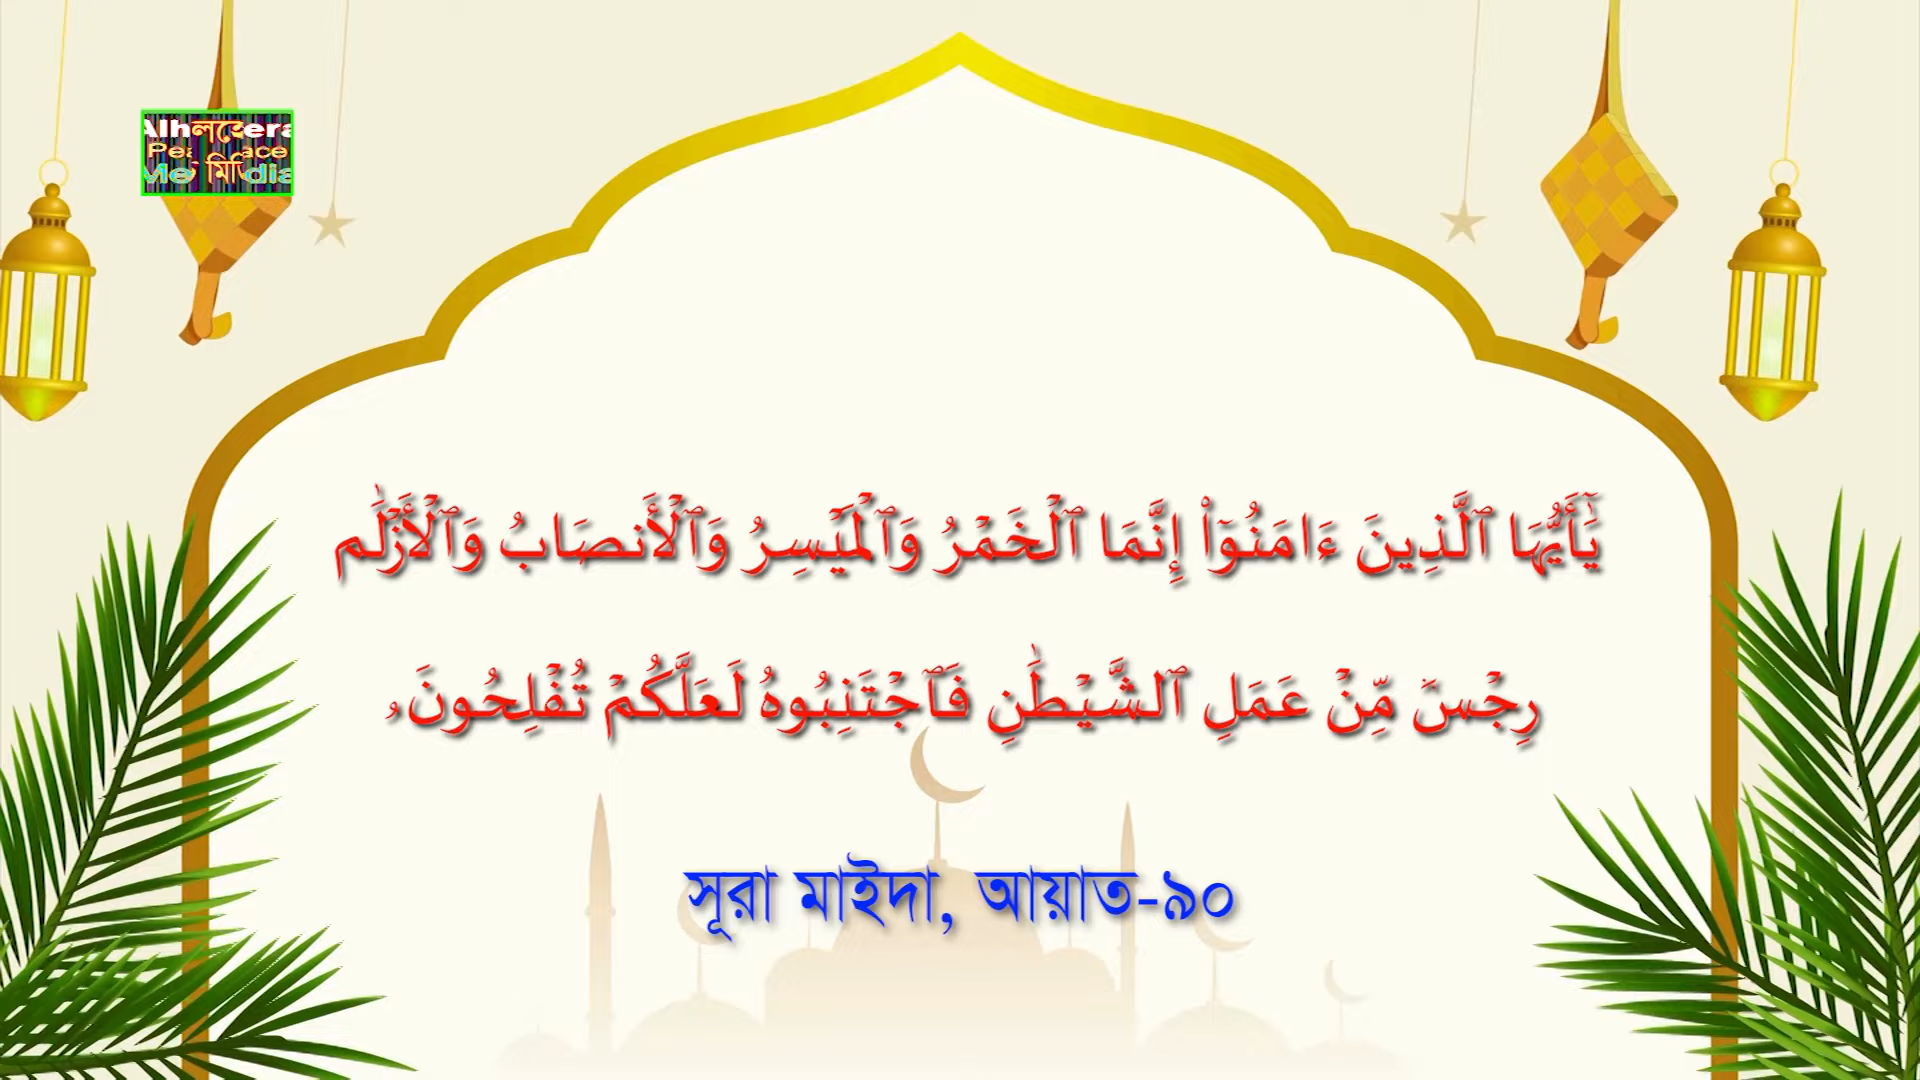 يَٰٓأَيُّهَا ٱلَّذِينَ ءَامَنُوٓا۟ إِنَّمَا ٱلْخَمْرُ وَٱلْمَيْسِرُ وَٱلْأَنصَابُ وَٱلْأَزْلَٰم
رِجْسَ مِّنْ عَمَلِ ٱلشَّيْطَٰنِ فَٱجْتَنِبُوهُ لَعَلَّكُمْ تُفْلِحُونَ
সূরা মাইদা, আয়াত-৯০